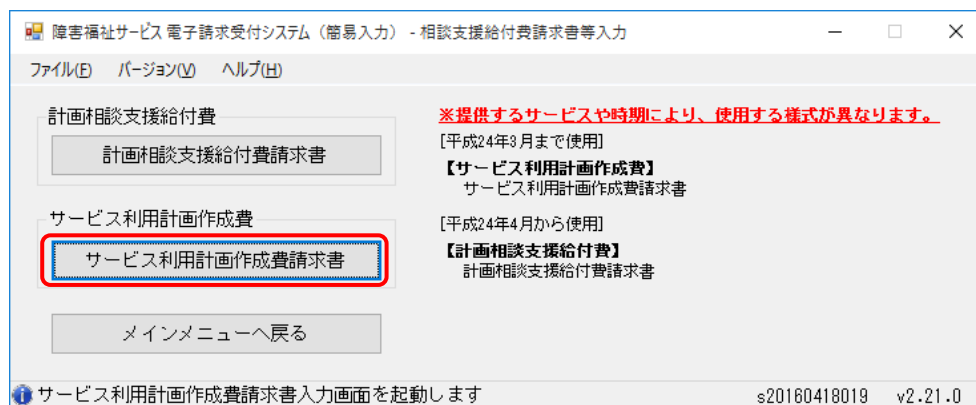 障害福祉サービス 電子請求受付システム（簡易入力） - 相談支援給付費請求書等入力
ファイル(F) バージョン(V) ヘルプ(H)
計画相談支援給付費
計画相談支援給付費請求書
サービス利用計画作成費
サービス利用計画作成費請求書
メインメニューへ戻る
※提供するサービスや時期により、使用する様式が異なります。
[平成24年3月まで使用]
【サービス利用計画作成費】
サービス利用計画作成費請求書
[平成24年4月から使用]
【計画相談支援給付費】
計画相談支援給付費請求書
サービス利用計画作成費請求書入力画面を起動します s20160418019 v2.21.0